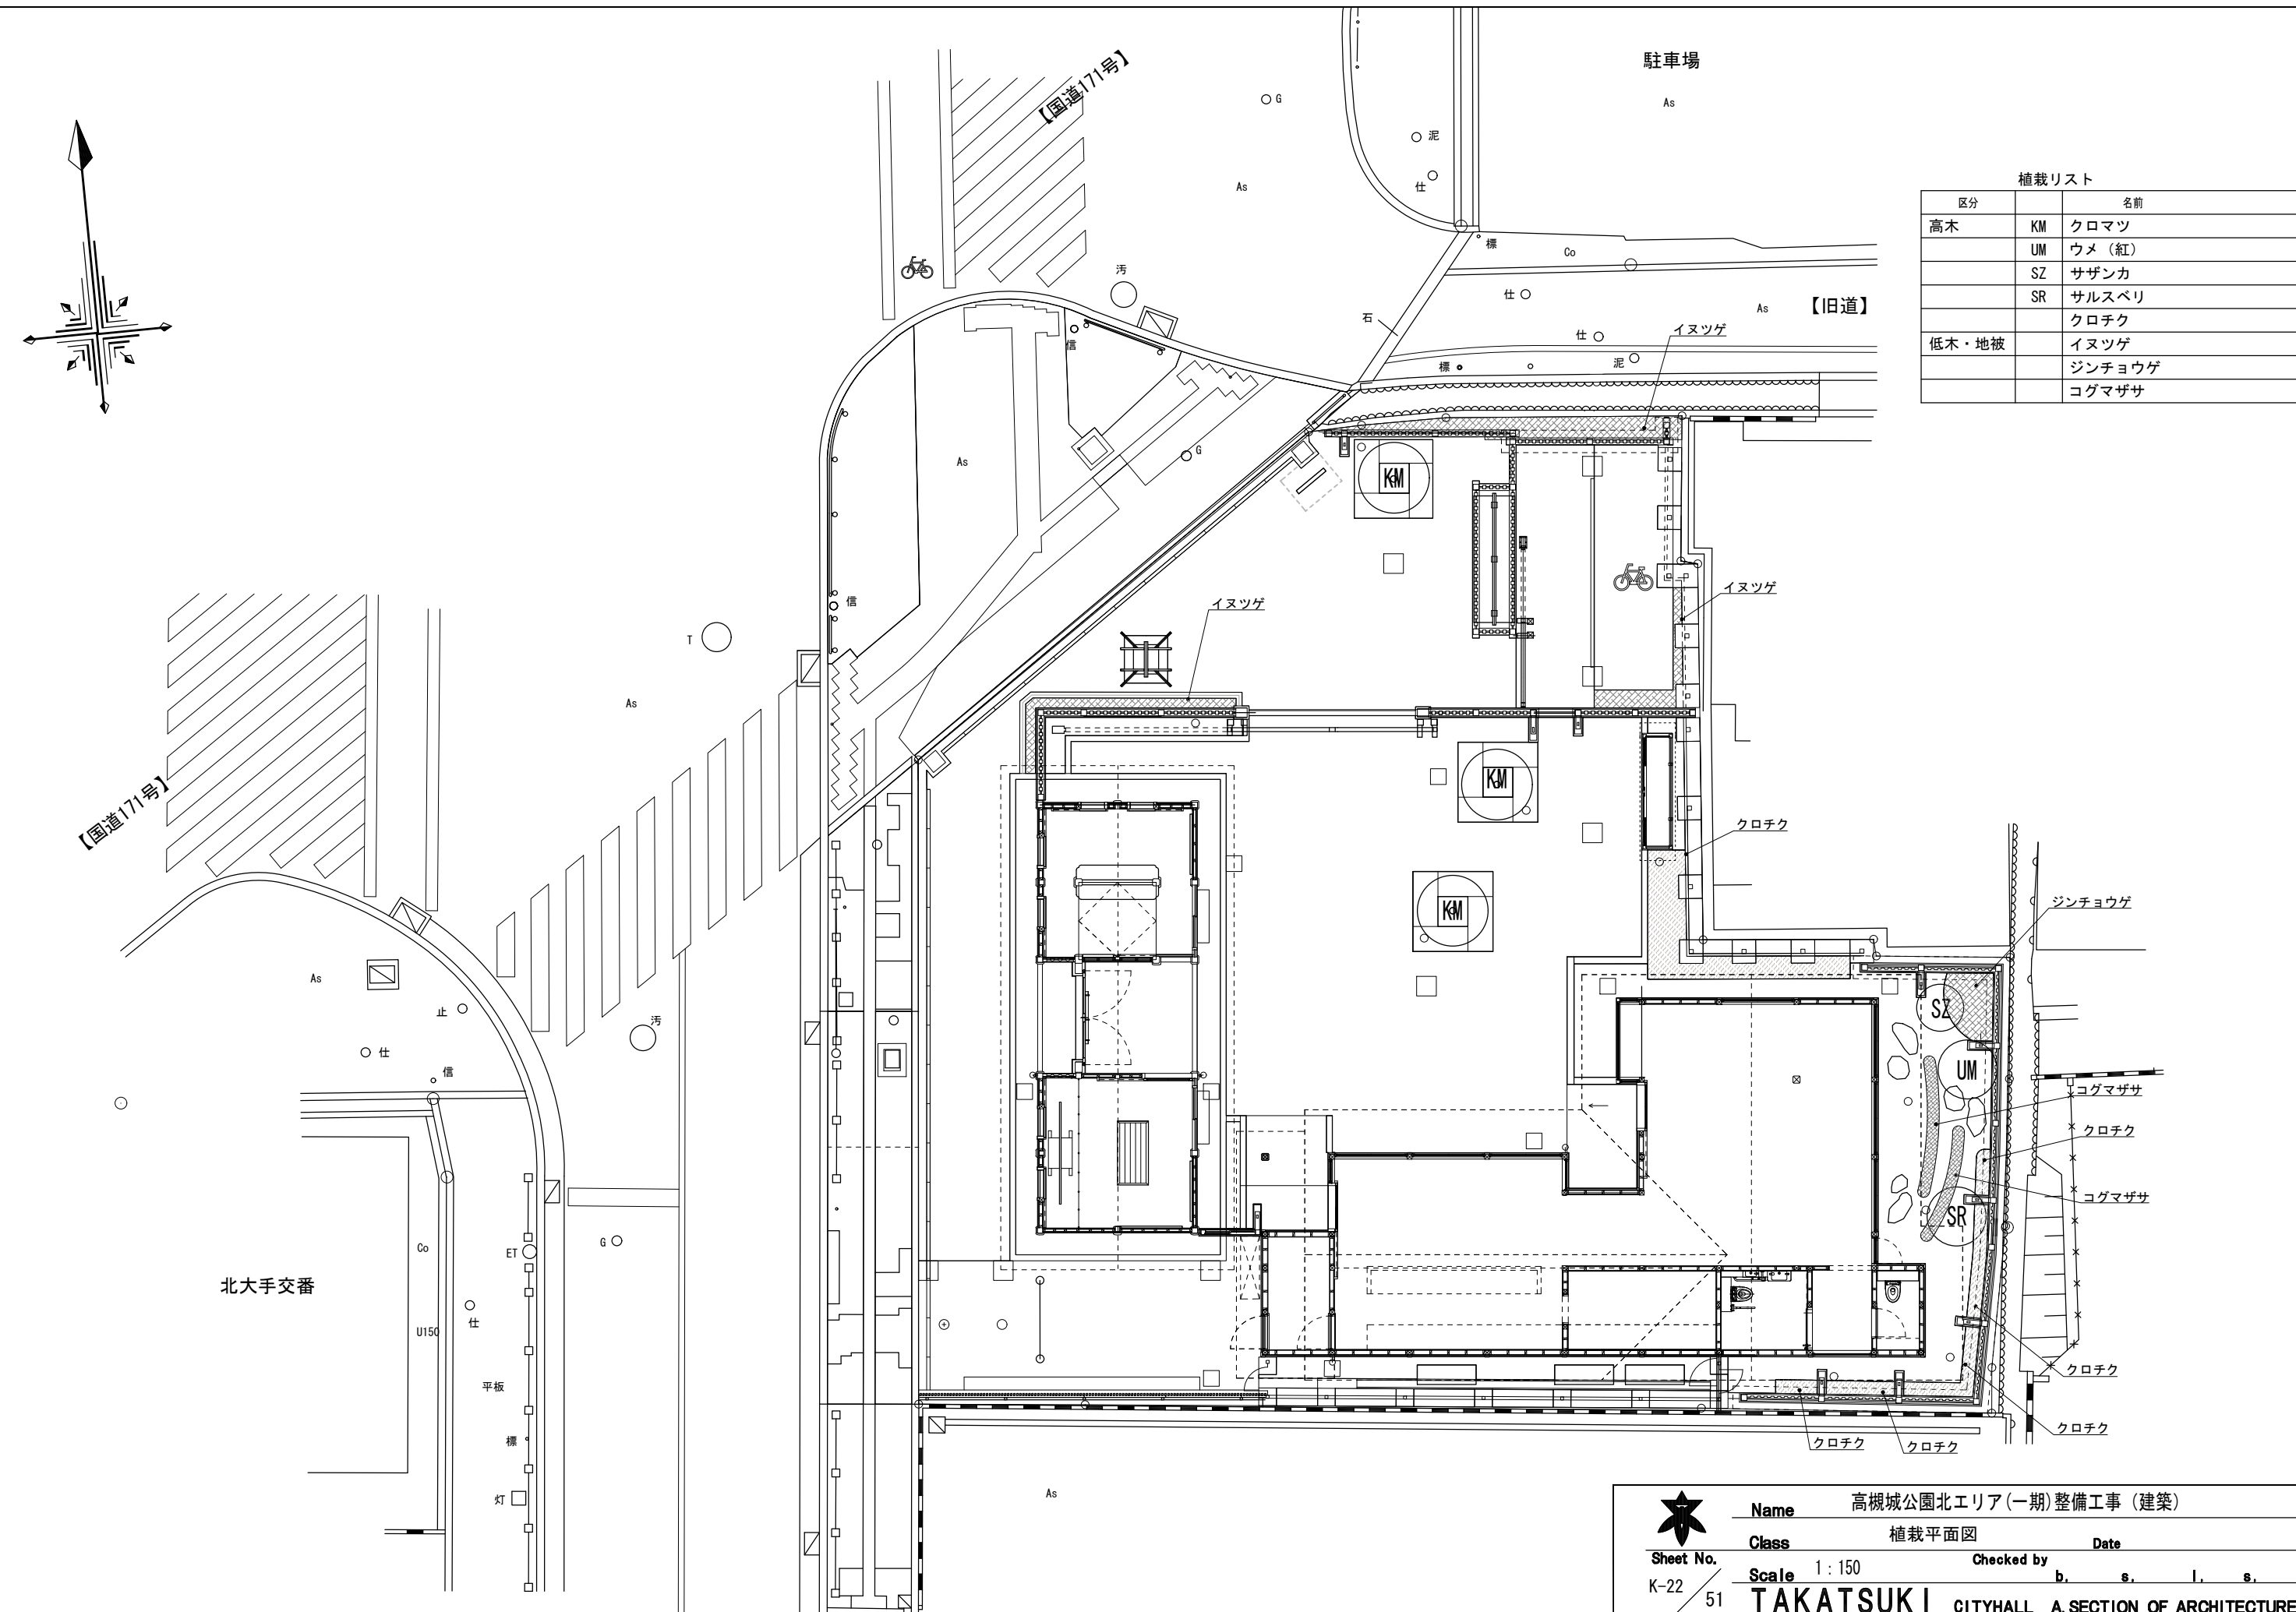 駐車場
As
【国道171号】
G
泥
仕
As
標
Co
植栽リスト
区分 名前
高木 KM クロマツ
UM ウメ（紅）
SZ サザンカ
SR サルスベリ
クロチク
低木・地被 イヌツゲ
ジンチョウゲ
コグマザサ
汚
仕
石
As
【旧道】
仕
イヌツゲ
信
標
泥
As
G
KM
イヌツゲ
イヌツゲ
信
T
As
【国道171号】
KM
クロチク
KM
ジンチョウゲ
As
止
汚
仕
信
SZ
UM
コグマザサ
クロチク
コグマザサ
SR
Co
ET
G
北大手交番
仕
U150
平板
クロチク
クロチク
標
クロチク
クロチク
灯
As
Name 高槻城公園北エリア(一期)整備工事（建築）
Class 植栽平面図 Date
Sheet No. Scale 1：150 Checked by
b. s. l. s.
K-22 / 51
TAKATSUKI CITYHALL A.SECTION OF ARCHITECTURE